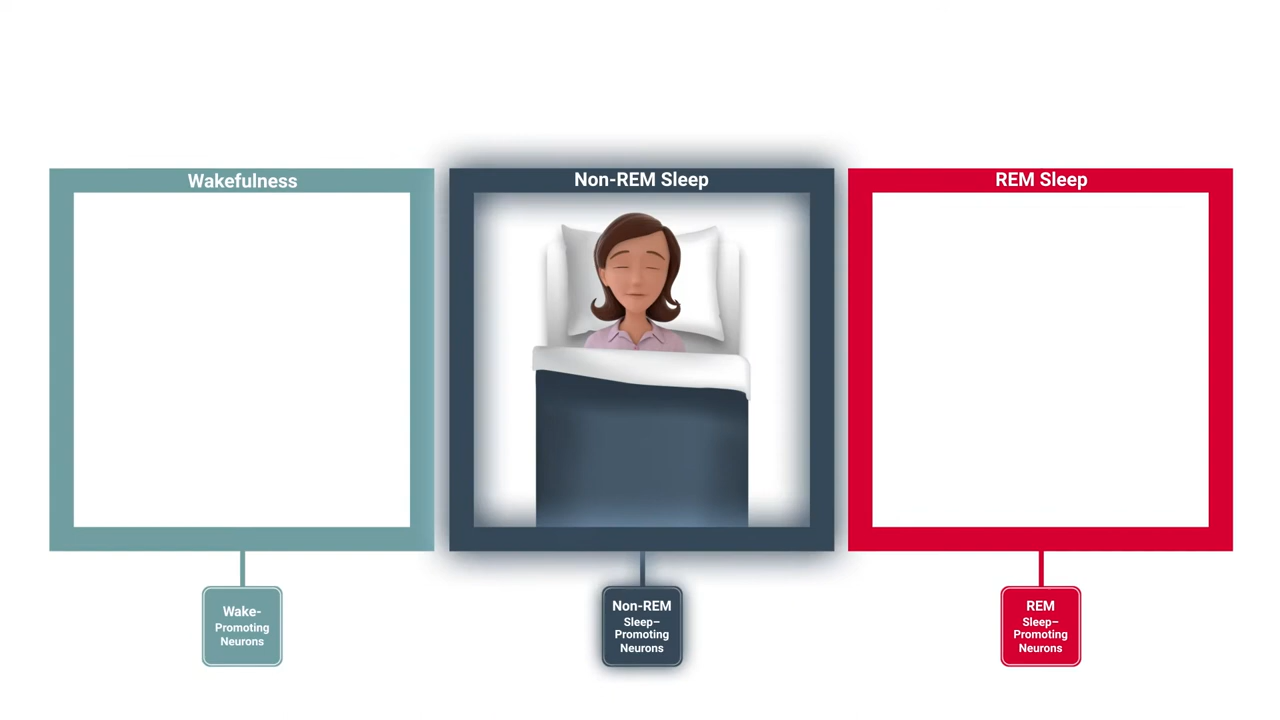 Wakefulness
Non-REM Sleep
REM Sleep
Wake-
Promoting
Neurons
Non-REM
Sleep–
Promoting
Neurons
REM
Sleep–
Promoting
Neurons